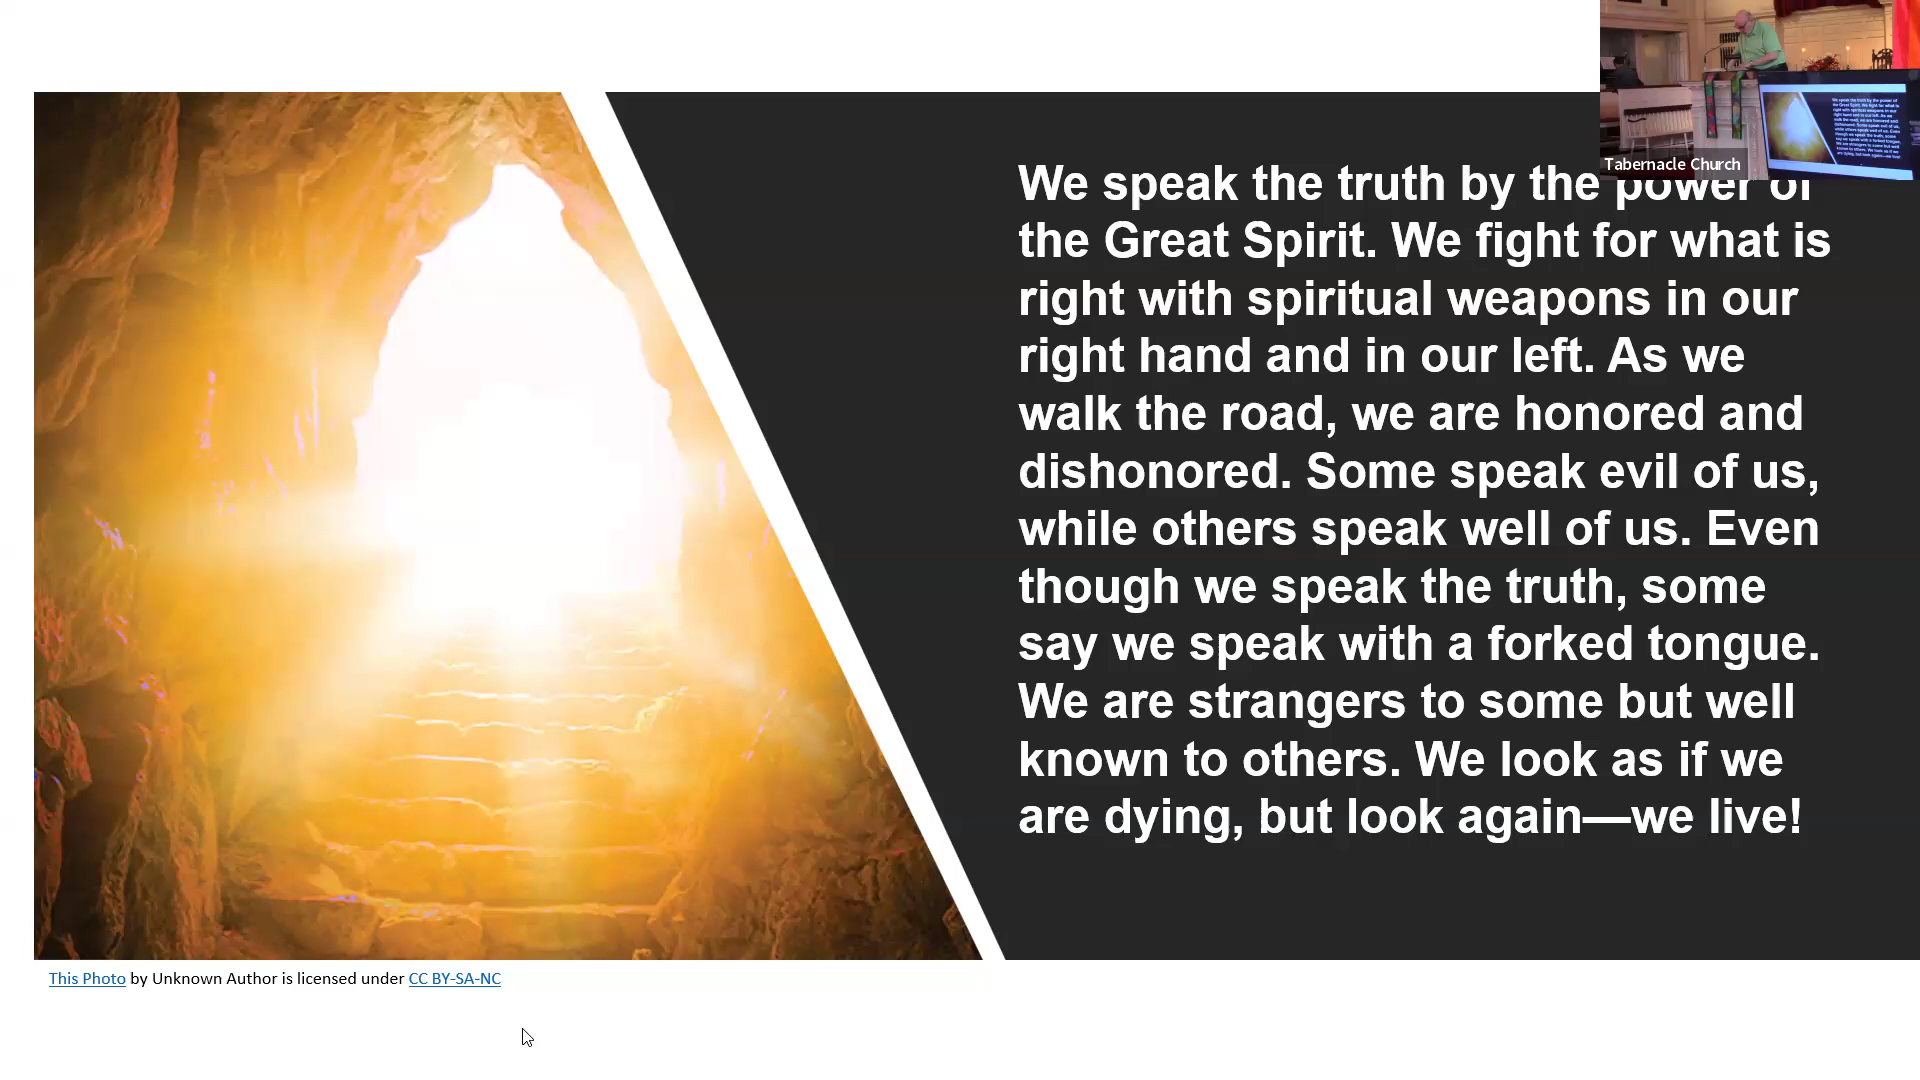 Tabernacle Church
We speak the truth by the power of
the Great Spirit. We fight for what is
right with spiritual weapons in our
right hand and in our left. As we
walk the road, we are honored and
dishonored. Some speak evil of us,
while others speak well of us. Even
though we speak the truth, some
say we speak with a forked tongue.
We are strangers to some but well
known to others. We look as if we
are dying, but look again—we live!
This Photo by Unknown Author is licensed under CC BY-SA-NC